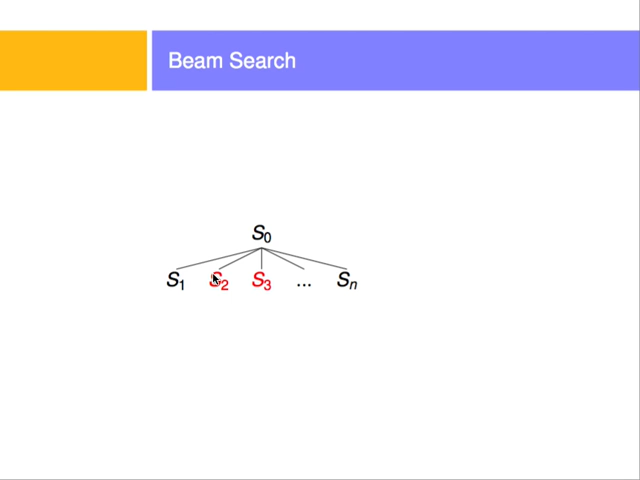 Beam Search
S₀
S₁ S₂ S₃ ... Sₙ